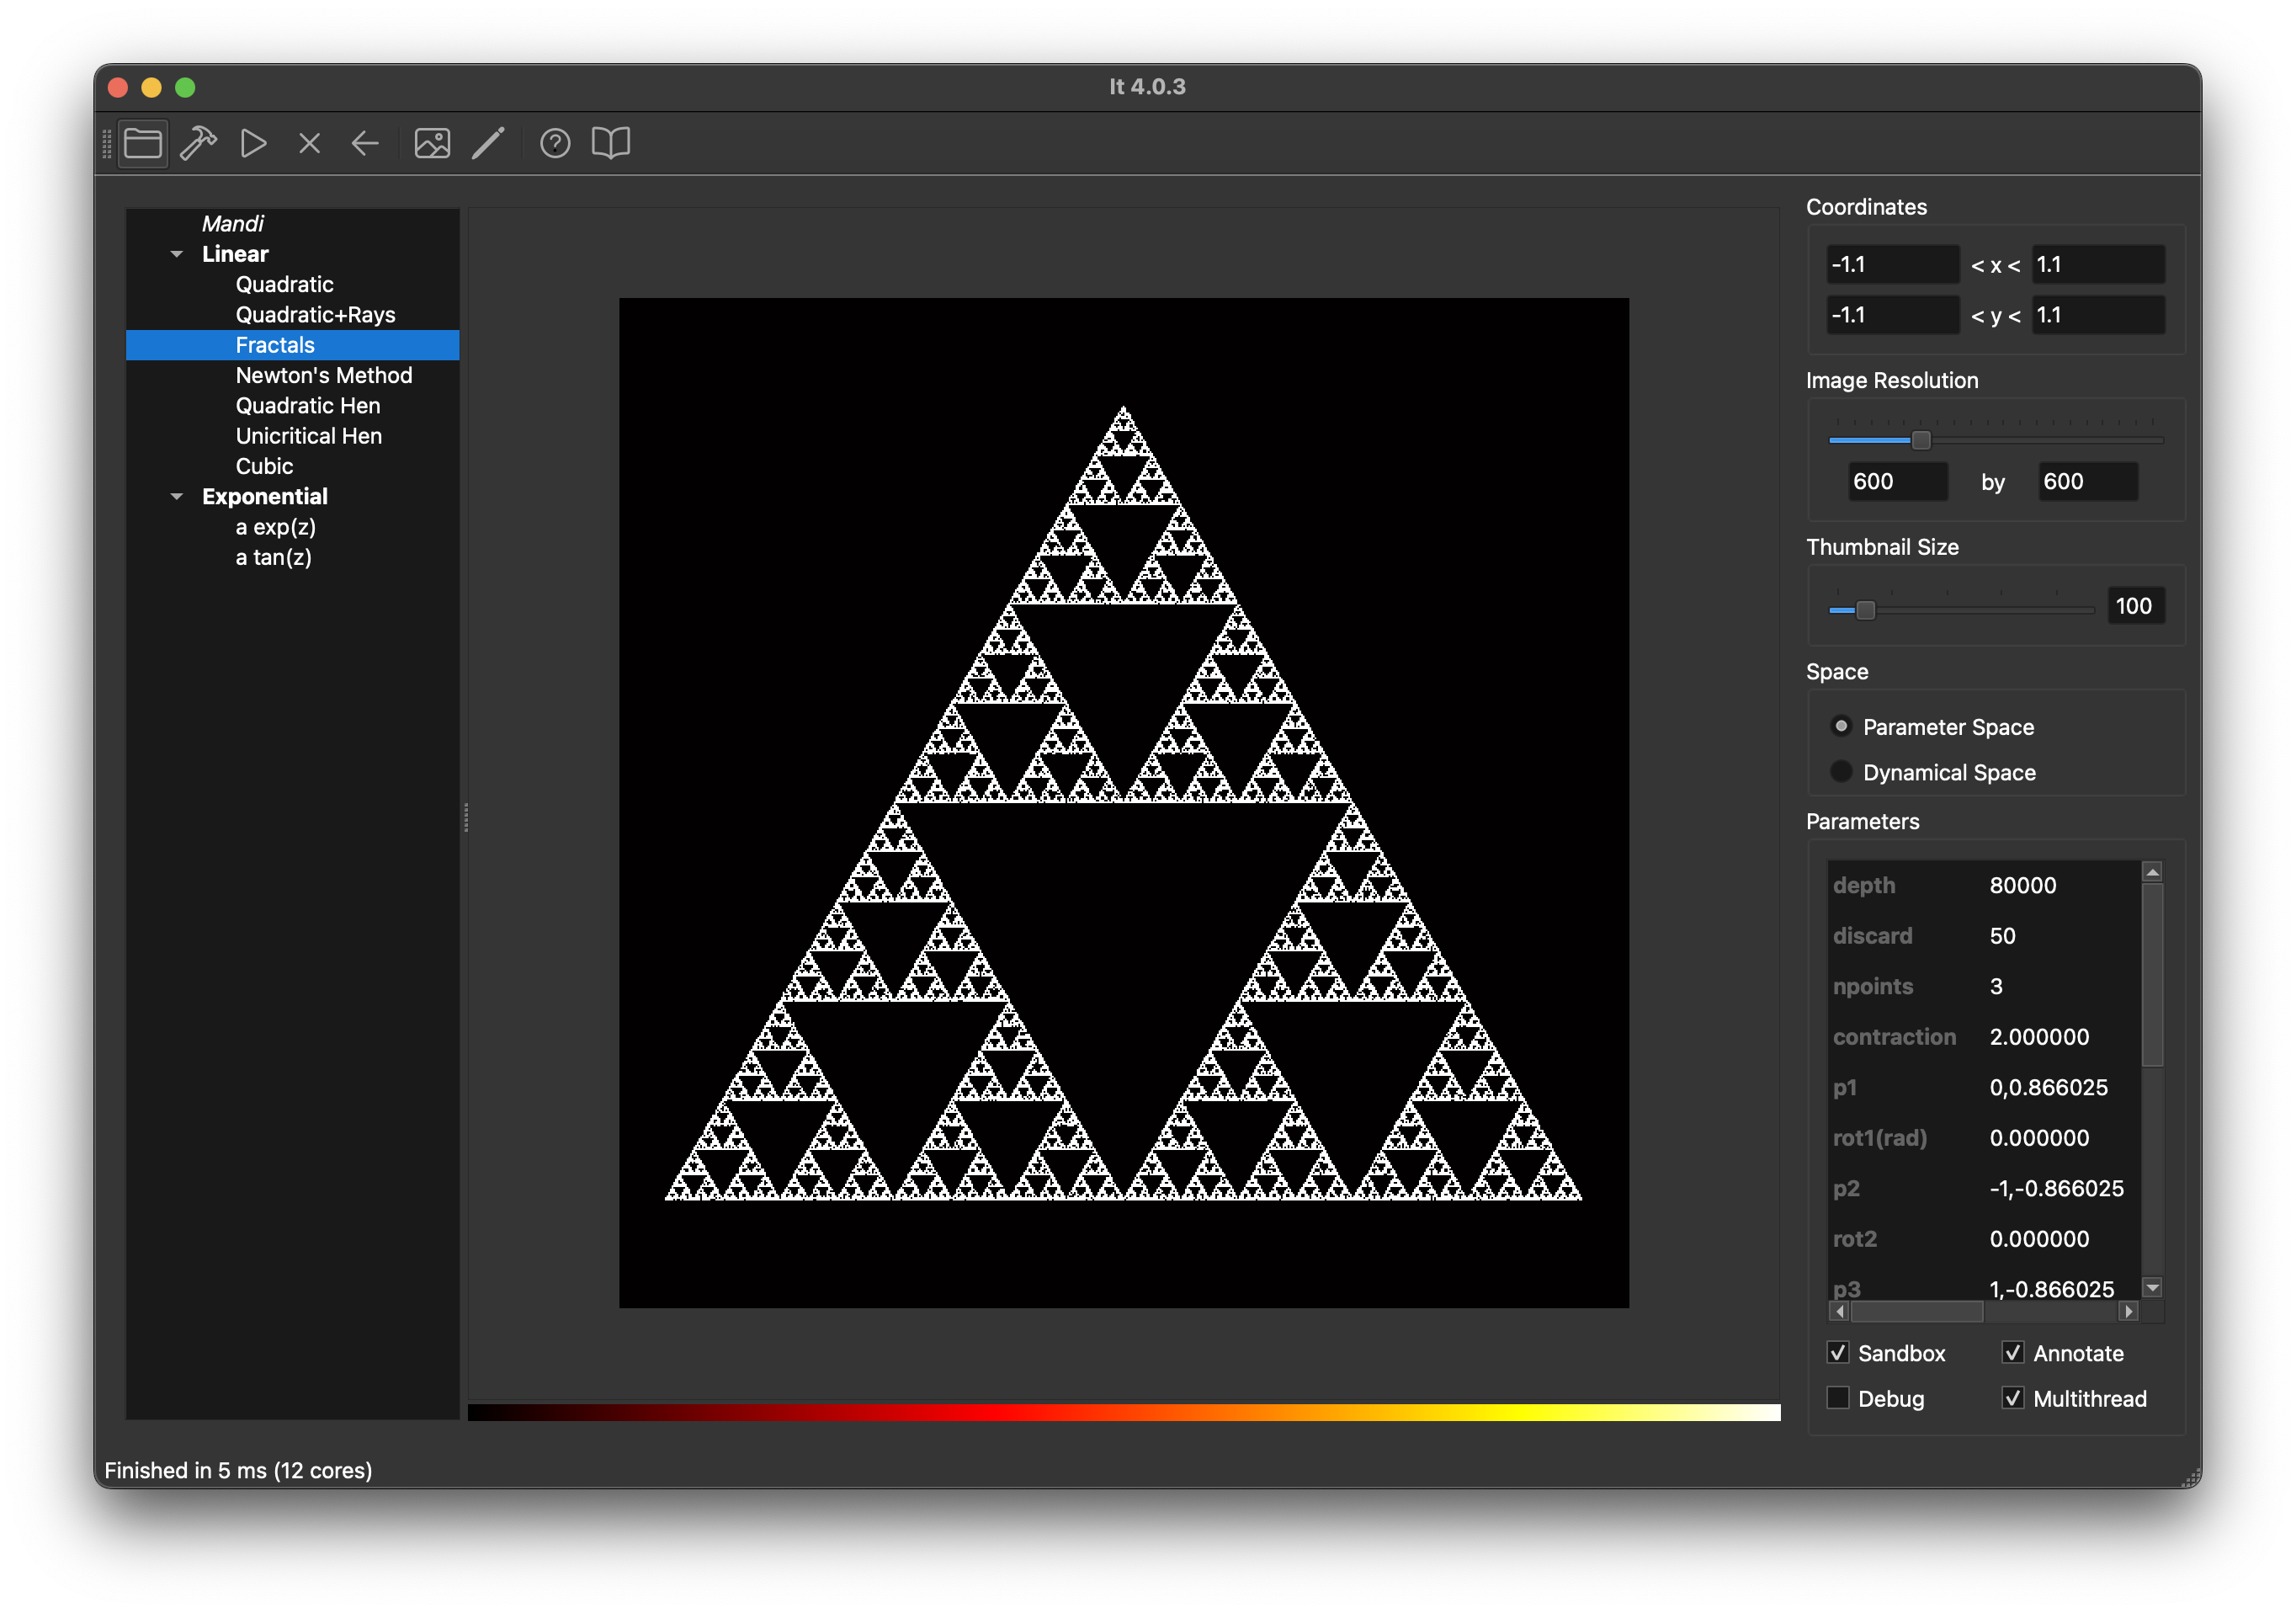 It 4.0.3
Mandi
Linear
Quadratic
Quadratic+Rays
Fractals
Newton's Method
Quadratic Hen
Unicritical Hen
Cubic
Exponential
a exp(z)
a tan(z)
Coordinates
-1.1 < x < 1.1
-1.1 < y < 1.1
Image Resolution
600 by 600
Thumbnail Size
100
Space
Parameter Space
Dynamical Space
Parameters
depth 80000
discard 50
npoints 3
contraction 2.000000
p1 0,0.866025
rot1(rad) 0.000000
p2 -1,-0.866025
rot2 0.000000
p3 1,-0.866025
Sandbox Annotate
Debug Multithread
Finished in 5 ms (12 cores)